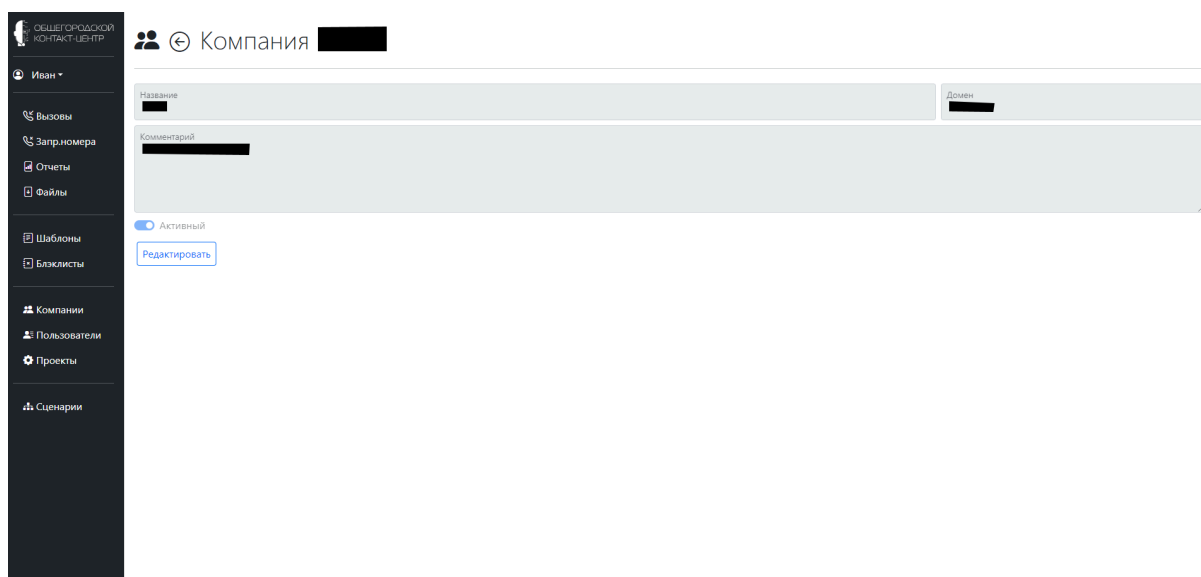 ОБЩЕГОРОДСКОЙ
КОНТАКТ-ЦЕНТР
Иван
Вызовы
Запр.номера
Отчеты
Файлы
Шаблоны
Блэклисты
Компании
Пользователи
Проекты
Сценарии
Компания
Название
Домен
Комментарий
Активный
Редактировать